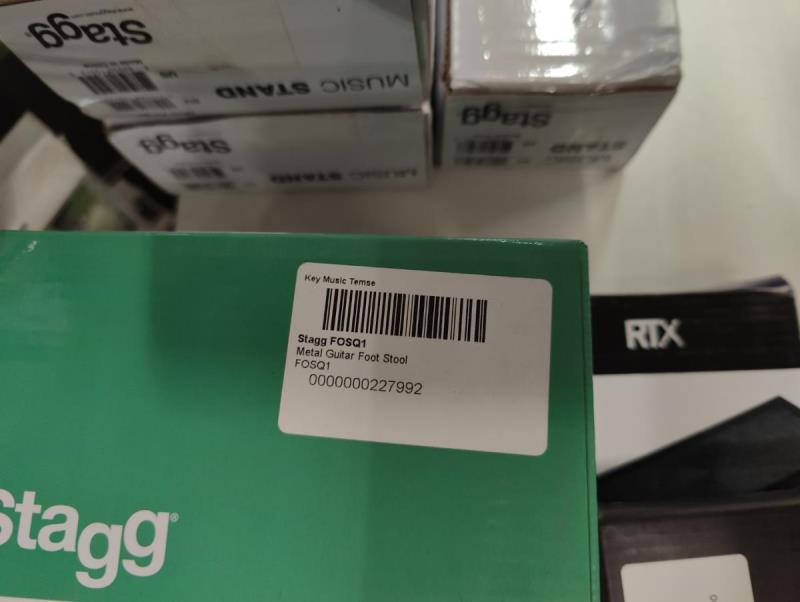 Stagg
MUSIC STAND
Stagg
MUSIC STAND
Stagg
Key Music Temse
Stagg FOSQ1
Metal Guitar Foot Stool
FOSQ1
0000000227992
RTX
Stagg®